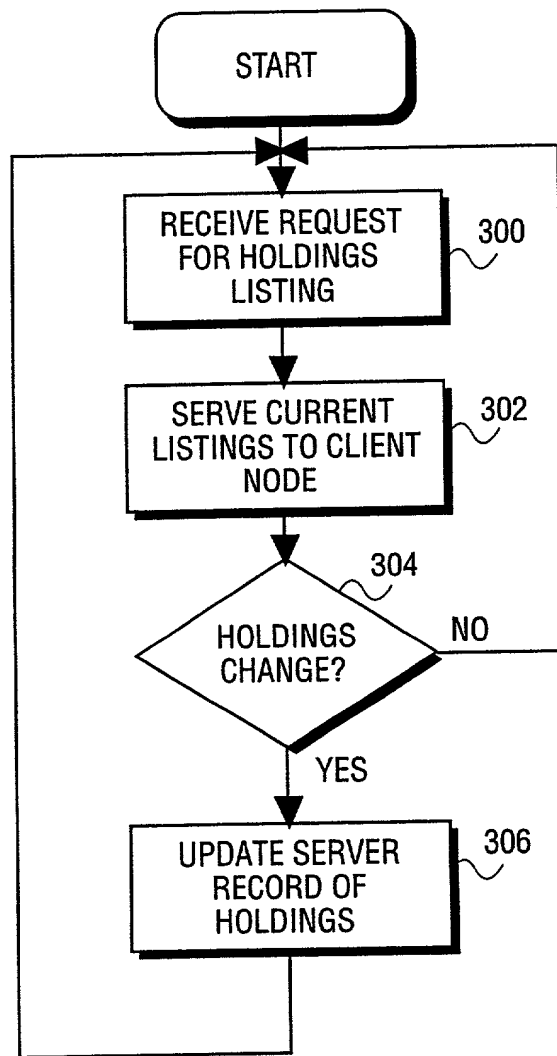 START
RECEIVE REQUEST
FOR HOLDINGS
LISTING
300
SERVE CURRENT
LISTINGS TO CLIENT
NODE
302
304
HOLDINGS
CHANGE?
NO
YES
UPDATE SERVER
RECORD OF
HOLDINGS
306